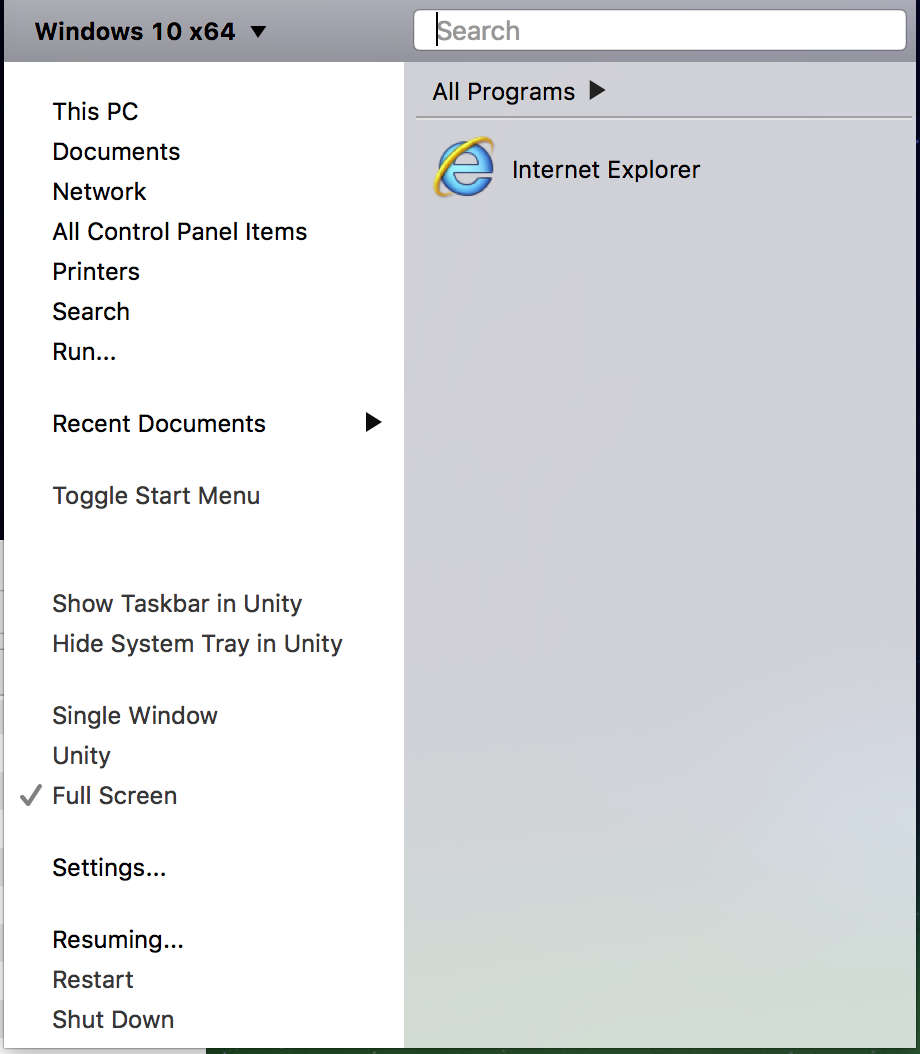 Windows 10 x64
Search
This PC
Documents
Network
All Control Panel Items
Printers
Search
Run...
Recent Documents
Toggle Start Menu
Show Taskbar in Unity
Hide System Tray in Unity
Single Window
Unity
Full Screen
Settings...
Resuming...
Restart
Shut Down
All Programs
Internet Explorer